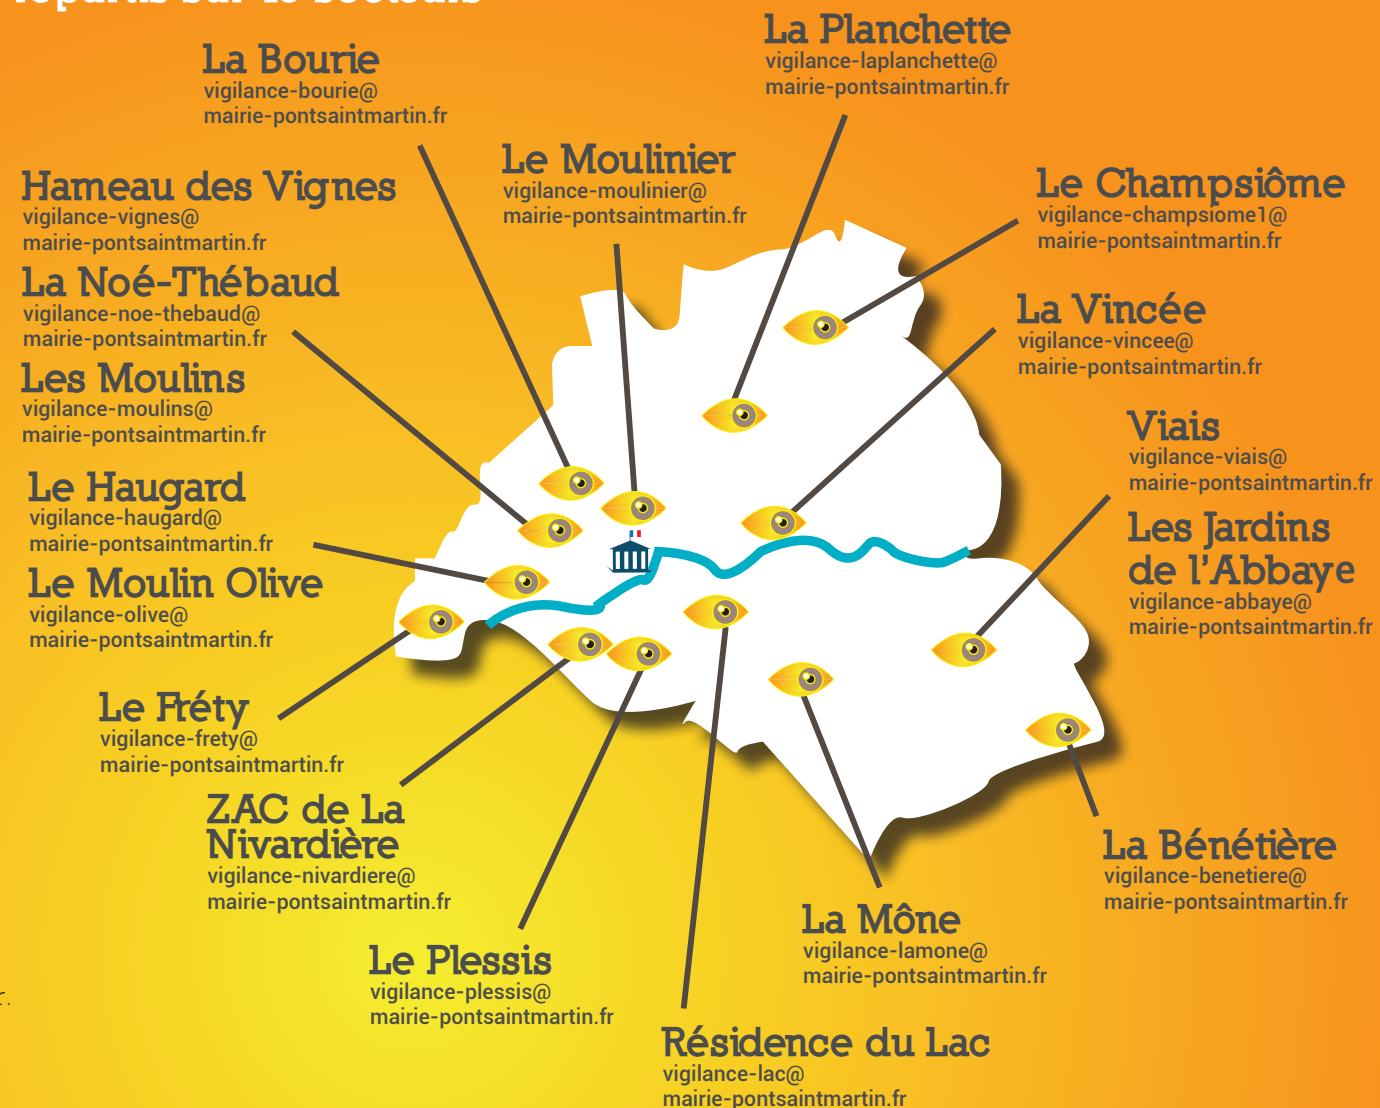 La Planchette
vigilance-laplanchette@
mairie-pontsaintmartin.fr
La Bourie
vigilance-bourie@
mairie-pontsaintmartin.fr
Le Moulinier
vigilance-moulinier@
mairie-pontsaintmartin.fr
Hameau des Vignes
vigilance-vignes@
mairie-pontsaintmartin.fr
Le Champsiôme
vigilance-champsiome1@
mairie-pontsaintmartin.fr
La Noé-Thébaud
vigilance-noe-thebaud@
mairie-pontsaintmartin.fr
La Vincée
vigilance-vincee@
mairie-pontsaintmartin.fr
Les Moulins
vigilance-moulins@
mairie-pontsaintmartin.fr
Viais
vigilance-viais@
mairie-pontsaintmartin.fr
Le Haugard
vigilance-haugard@
mairie-pontsaintmartin.fr
Les Jardins
de l'Abbaye
vigilance-abbaye@
mairie-pontsaintmartin.fr
Le Moulin Olive
vigilance-olive@
mairie-pontsaintmartin.fr
Le Fréty
vigilance-frety@
mairie-pontsaintmartin.fr
ZAC de La
Nivardière
vigilance-nivardiere@
mairie-pontsaintmartin.fr
La Bénétière
vigilance-benetiere@
mairie-pontsaintmartin.fr
La Mône
vigilance-lamone@
mairie-pontsaintmartin.fr
Le Plessis
vigilance-plessis@
mairie-pontsaintmartin.fr
Résidence du Lac
vigilance-lac@
mairie-pontsaintmartin.fr